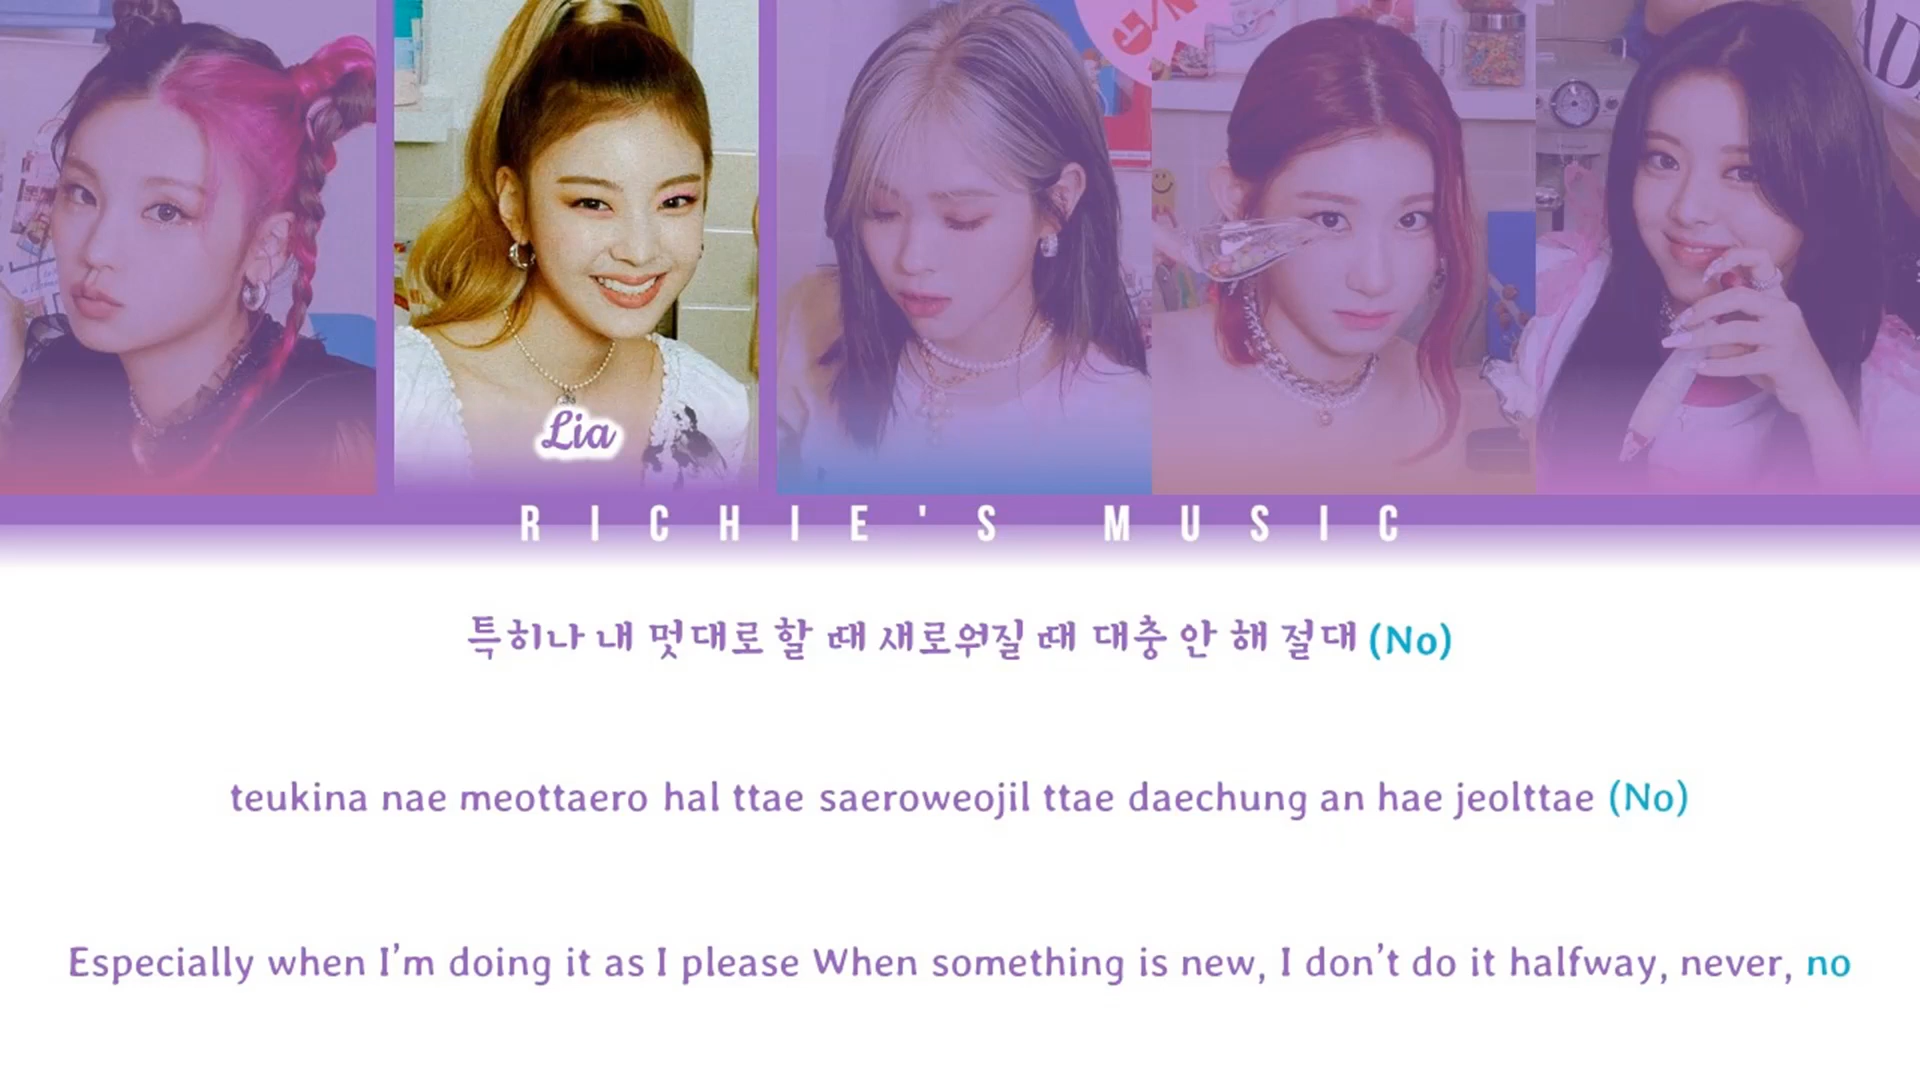 Lia
RICHIE'S MUSIC
특히나 내 멋대로 할 때 새로워질 때 대충 안 해 절대 (No)
teukina nae meottaero hal ttae saeroweojil ttae daechung an hae jeolttae (No)
Especially when I’m doing it as I please When something is new, I don’t do it halfway, never, no